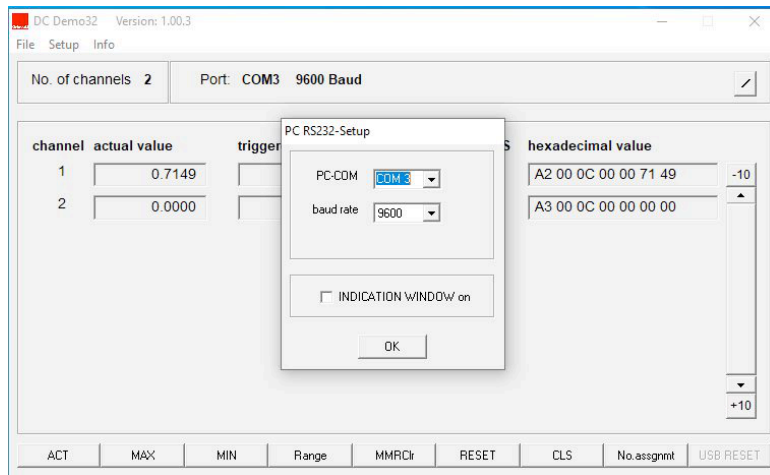 DC Demo32 Version: 1.00.3
File Setup Info
No. of channels 2 Port: COM3 9600 Baud
PC RS232-Setup
channel actual value trigger S hexadecimal value
1 0.7149 A2 00 0C 00 00 71 49 -10
2 0.0000 A3 00 0C 00 00 00 00
PC-COM COM 3
baud rate 9600
INDICATION WINDOW on
OK
+10
ACT MAX MIN Range MMRClr RESET CLS No.assgnmt USB RESET